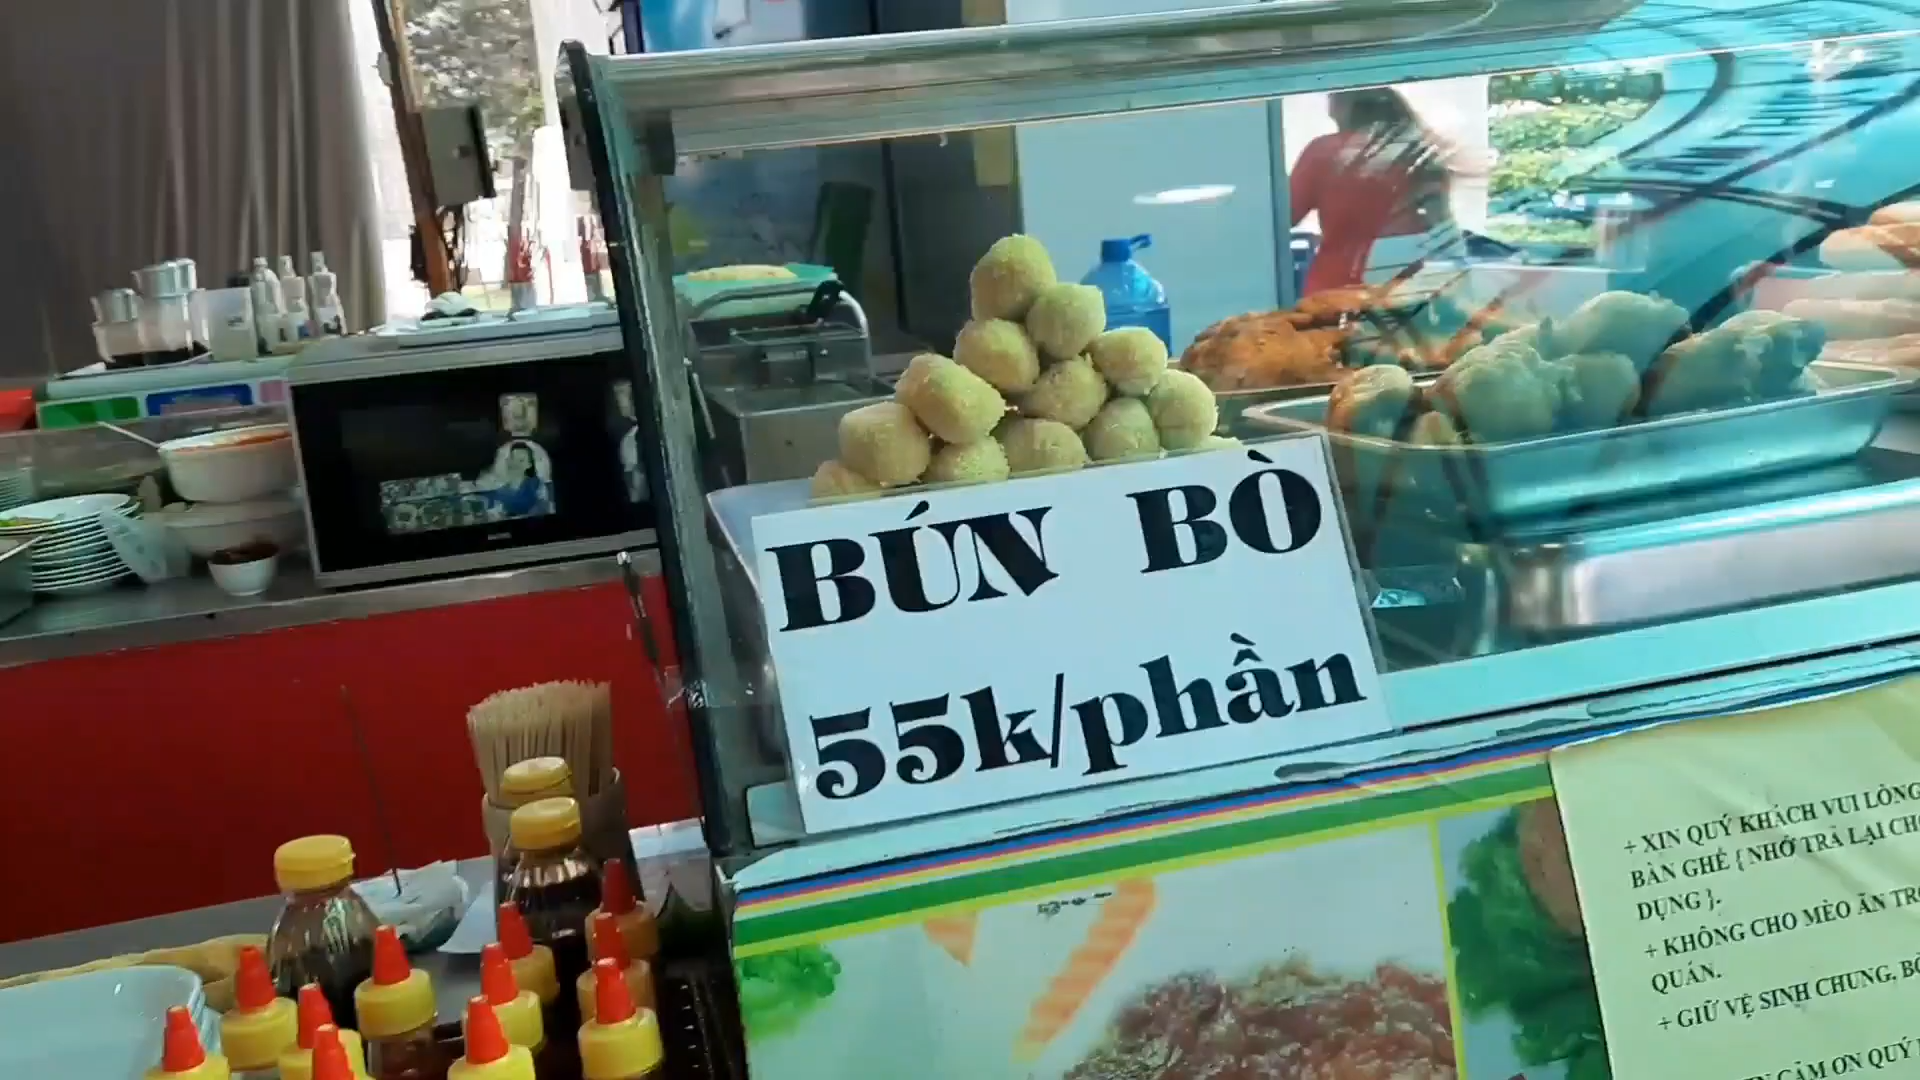 BÚN BÒ
55k/phần
+ XIN QUÝ KHÁCH VUI LÒNG
BÀN GHẾ { NHỚ TRẢ LẠI
DỤNG }.
+ KHÔNG CHO MÈO ĂN
QUÁN.
+ GIỮ VỆ SINH CHUNG,
CẢM ƠN QUÝ